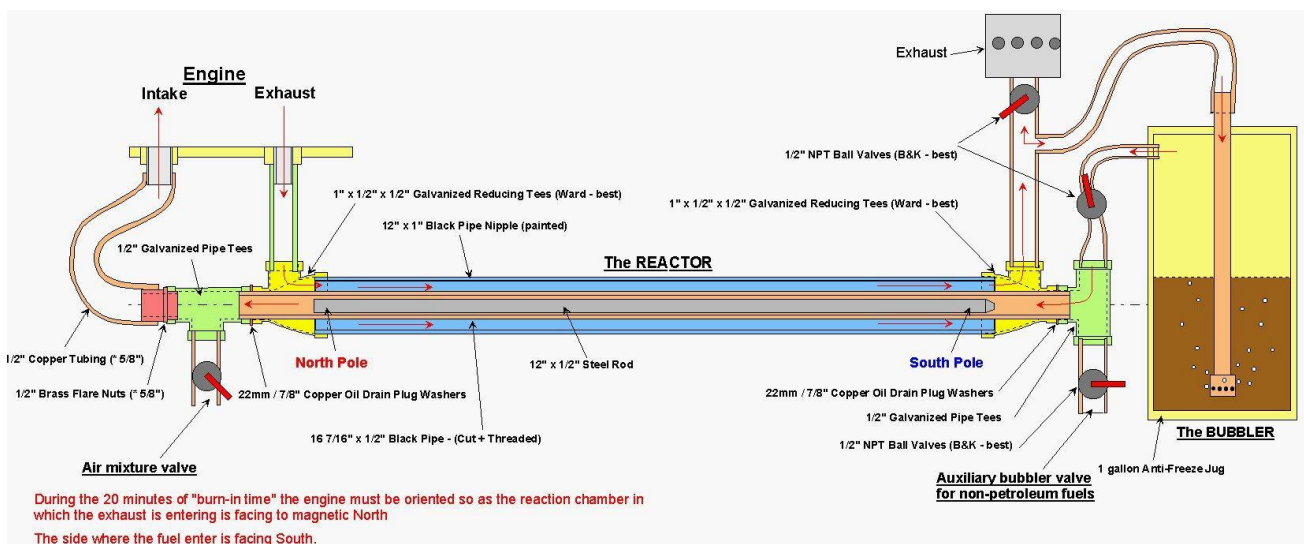 Engine
Intake
Exhaust
Exhaust
1/2" NPT Ball Valves (B&K - best)
1" x 1/2" x 1/2" Galvanized Reducing Tees (Ward - best)
12" x 1" Black Pipe Nipple (painted)
1" x 1/2" x 1/2" Galvanized Reducing Tees (Ward - best)
1/2" Galvanized Pipe Tees
The REACTOR
North Pole
12" x 1/2" Steel Rod
South Pole
1/2" Copper Tubing (* 5/8")
1/2" Brass Flare Nuts (* 5/8")
22mm / 7/8" Copper Oil Drain Plug Washers
22mm / 7/8" Copper Oil Drain Plug Washers
1/2" Galvanized Pipe Tees
16 7/16" x 1/2" Black Pipe - (Cut + Threaded)
1/2" NPT Ball Valves (B&K - best)
The BUBBLER
1 gallon Anti-Freeze Jug
Air mixture valve
Auxiliary bubbler valve
for non-petroleum fuels
During the 20 minutes of "burn-in time" the engine must be oriented so as the reaction chamber in
which the exhaust is entering is facing to magnetic North
The side where the fuel enter is facing South.